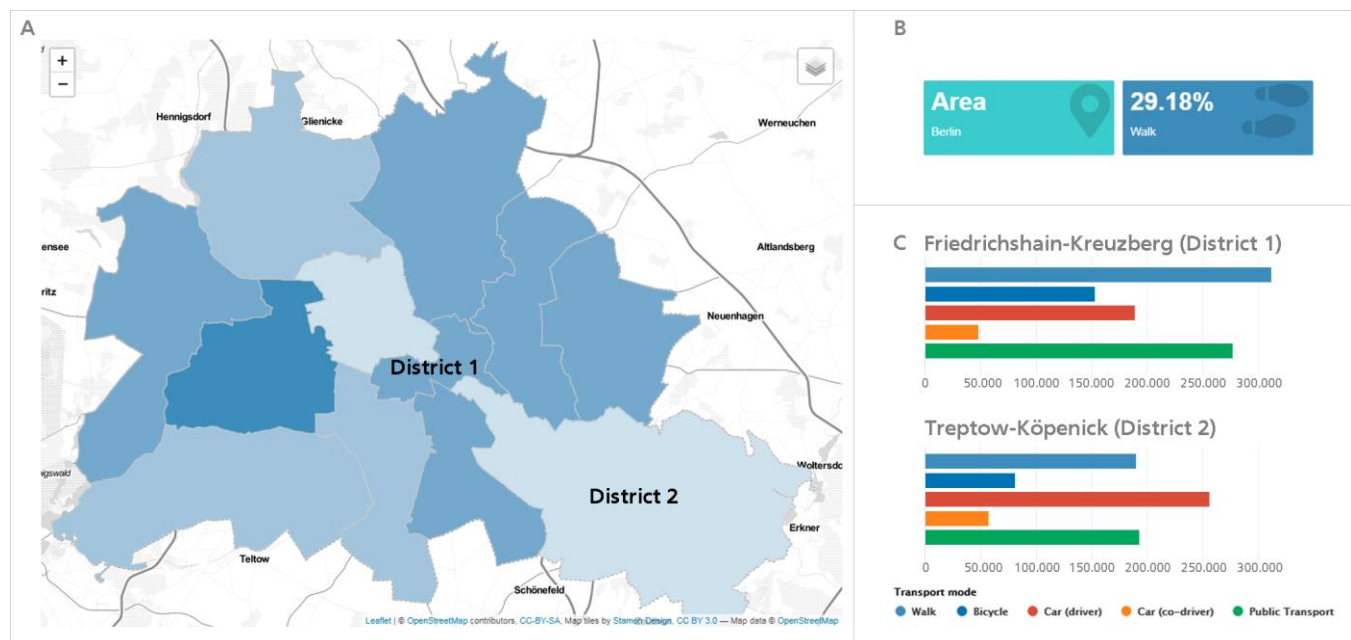 A
+
−
Hennigsdorf
Glienicke
Werneuchen
ensee
Altlandsberg
ritz
Neuenhagen
District 1
District 2
Woltersdo
Erkner
Teltow
Schönefeld
Leaflet | © OpenStreetMap contributors, CC-BY-SA, Map tiles by Stamen Design, CC BY 3.0 — Map data © OpenStreetMap
B
Area
Berlin
29.18%
Walk
C
Friedrichshain-Kreuzberg (District 1)
0 50.000 100.000 150.000 200.000 250.000 300.000
Treptow-Köpenick (District 2)
0 50.000 100.000 150.000 200.000 250.000 300.000
Transport mode
Walk Bicycle Car (driver) Car (co-driver) Public Transport